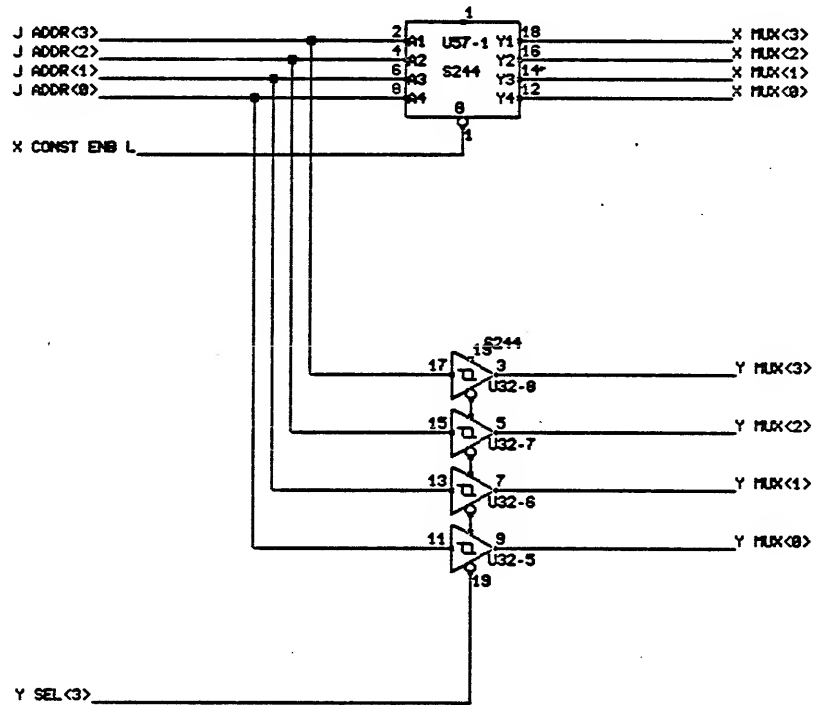 1
J ADDR<3> 2 A1 U57-1 Y1 18 X MUX<3>
J ADDR<2> 4 A2 Y2 16 X MUX<2>
J ADDR<1> 6 A3 S244 Y3 14 X MUX<1>
J ADDR<0> 8 A4 Y4 12 X MUX<0>
G
X CONST ENB L 1
S244
19
17 3 Y MUX<3>
U32-8
15 5 Y MUX<2>
U32-7
13 7 Y MUX<1>
U32-6
11 9 Y MUX<0>
U32-5
19
Y SEL<3>